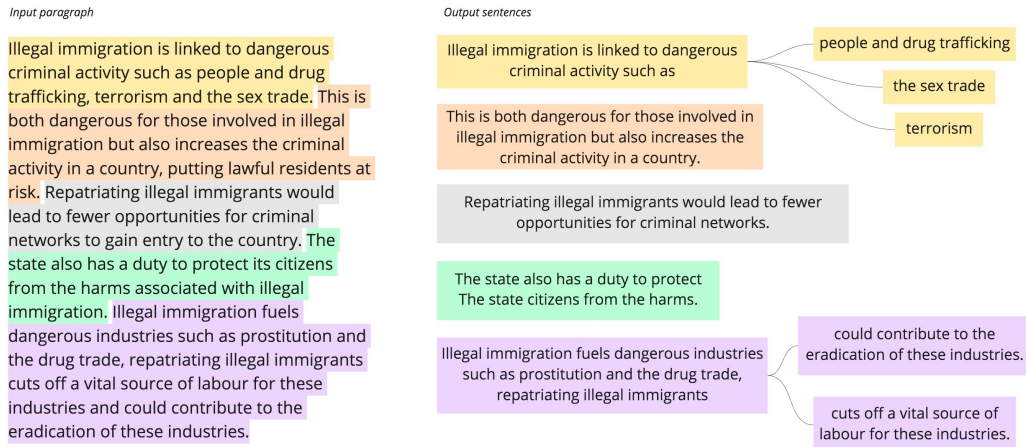 Input paragraph
Illegal immigration is linked to dangerous
criminal activity such as people and drug
trafficking, terrorism and the sex trade. This is
both dangerous for those involved in illegal
immigration but also increases the criminal
activity in a country, putting lawful residents at
risk. Repatriating illegal immigrants would
lead to fewer opportunities for criminal
networks to gain entry to the country. The
state also has a duty to protect its citizens
from the harms associated with illegal
immigration. Illegal immigration fuels
dangerous industries such as prostitution and
the drug trade, repatriating illegal immigrants
cuts off a vital source of labour for these
industries and could contribute to the
eradication of these industries.
Output sentences
Illegal immigration is linked to dangerous
criminal activity such as
people and drug trafficking
the sex trade
terrorism
This is both dangerous for those involved in
illegal immigration but also increases the
criminal activity in a country.
Repatriating illegal immigrants would lead to fewer
opportunities for criminal networks.
The state also has a duty to protect
The state citizens from the harms.
Illegal immigration fuels dangerous industries
such as prostitution and the drug trade,
repatriating illegal immigrants
could contribute to the
eradication of these industries.
cuts off a vital source of
labour for these industries.